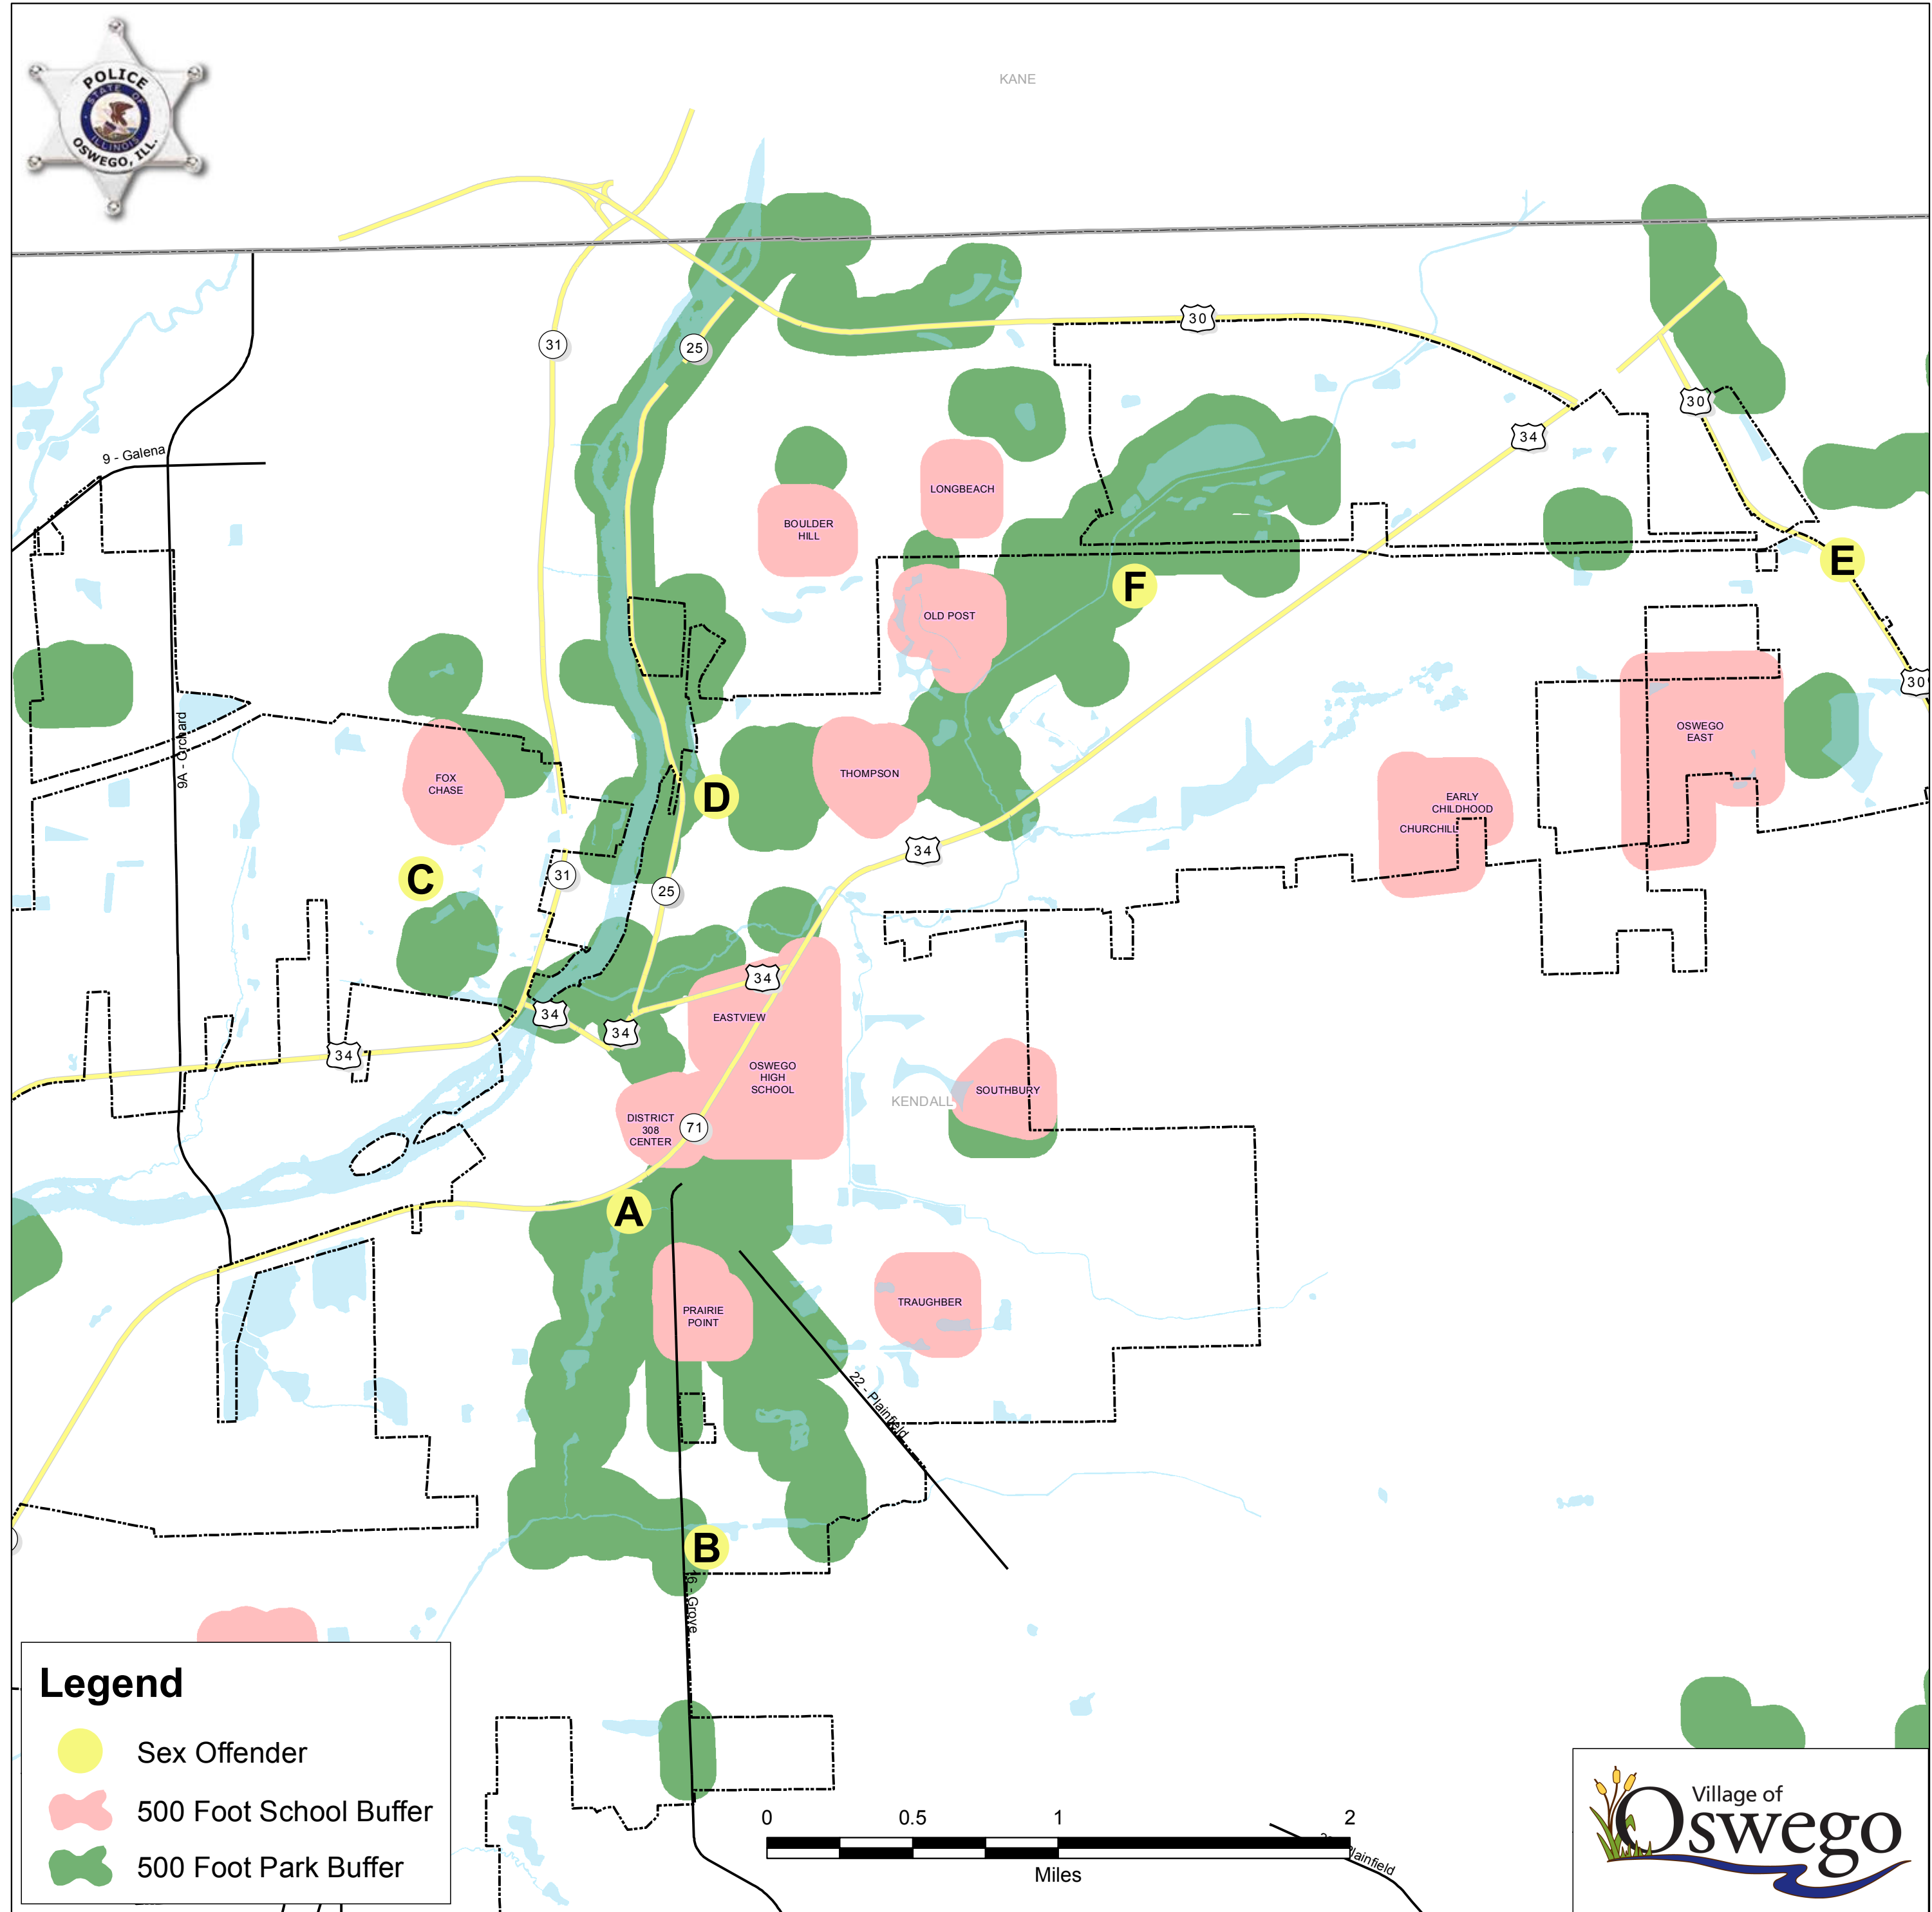 POLICE
STATE OF
ILLINOIS
OSWEGO, ILL.
KANE
31
25
30
30
34
9 - Galena
LONGBEACH
BOULDER
HILL
E
F
OLD POST
30
9A - Orchard
OSWEGO
EAST
FOX
CHASE
THOMPSON
D
EARLY
CHILDHOOD
CHURCHILL
34
C
31
25
34
34
EASTVIEW
34
34
OSWEGO
HIGH
SCHOOL
SOUTHBURY
KENDALL
DISTRICT
308
CENTER
71
A
PRAIRIE
POINT
TRAUGHBER
22 - Plainfield
B
16 - Grove
Legend
Sex Offender
500 Foot School Buffer
500 Foot Park Buffer
0 0.5 1 2
Miles
Plainfield
Village of
Oswego